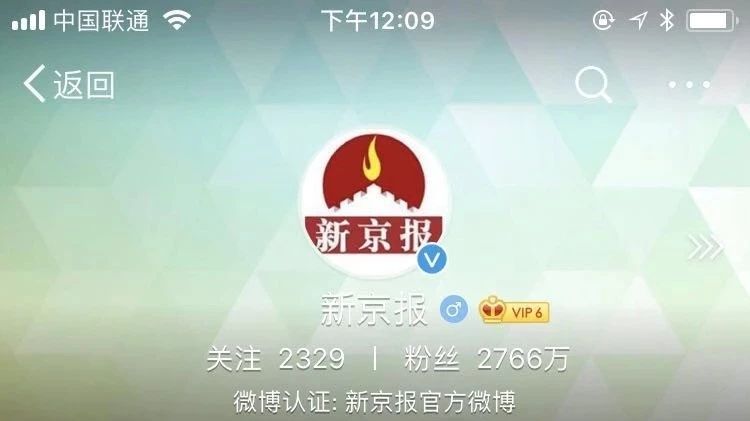 中国联通 下午12:09
返回
新京报
新京报 VIP 6
关注 2329 | 粉丝 2766万
微博认证: 新京报官方微博